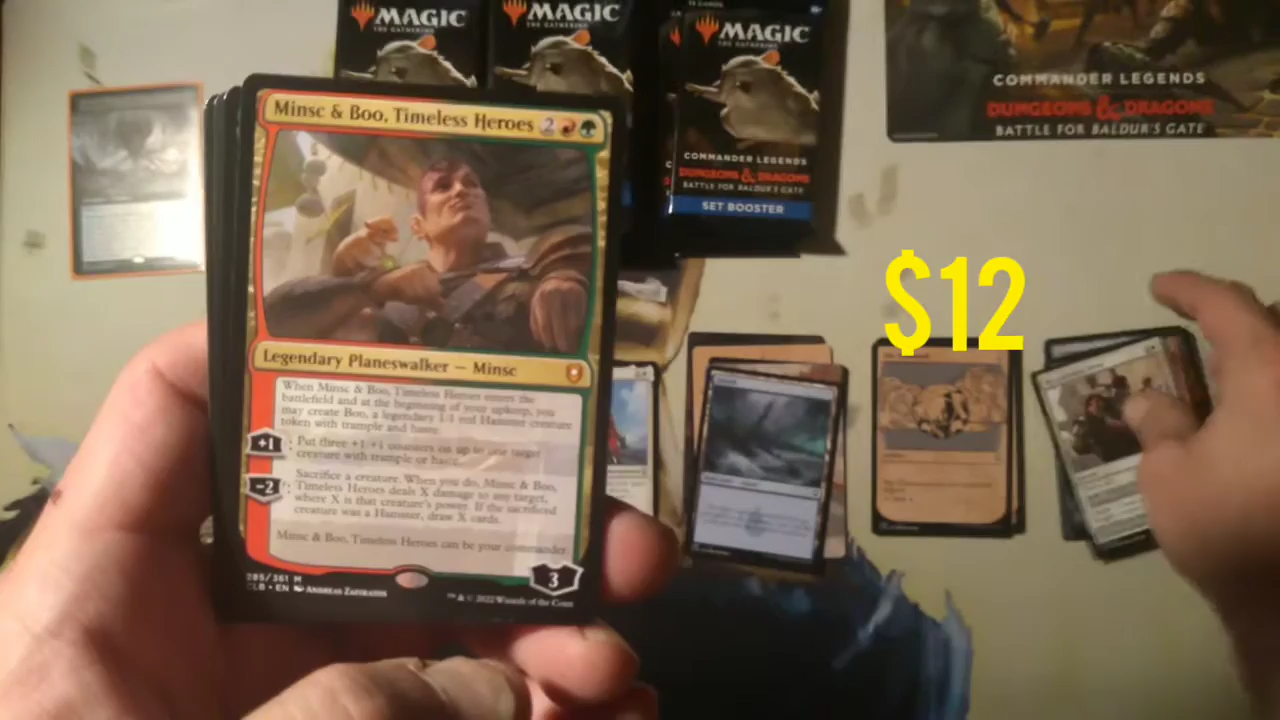 MAGIC
THE GATHERING
MAGIC
THE GATHERING
MAGIC
THE GATHERING
COMMANDER LEGENDS
DUNGEONS & DRAGONS
BATTLE FOR BALDUR'S GATE
SET BOOSTER
COMMANDER LEGENDS
DUNGEONS & DRAGONS
BATTLE FOR BALDUR'S GATE
$12
Minsc & Boo, Timeless Heroes 2
Legendary Planeswalker — Minsc
When Minsc & Boo, Timeless Heroes enters the
battlefield and at the beginning of your upkeep, you
may create Boo, a legendary 1/1 red Hamster creature
token with trample and haste.
+1: Put three +1/+1 counters on up to one target
creature with trample or haste.
−2: Sacrifice a creature. When you do, Minsc & Boo,
Timeless Heroes deals X damage to any target,
where X is that creature's power. If the sacrificed
creature was a Hamster, draw X cards.
Minsc & Boo, Timeless Heroes can be your commander.
3
285/361 M
CLB • EN
™ & © 2022 Wizards of the Coast